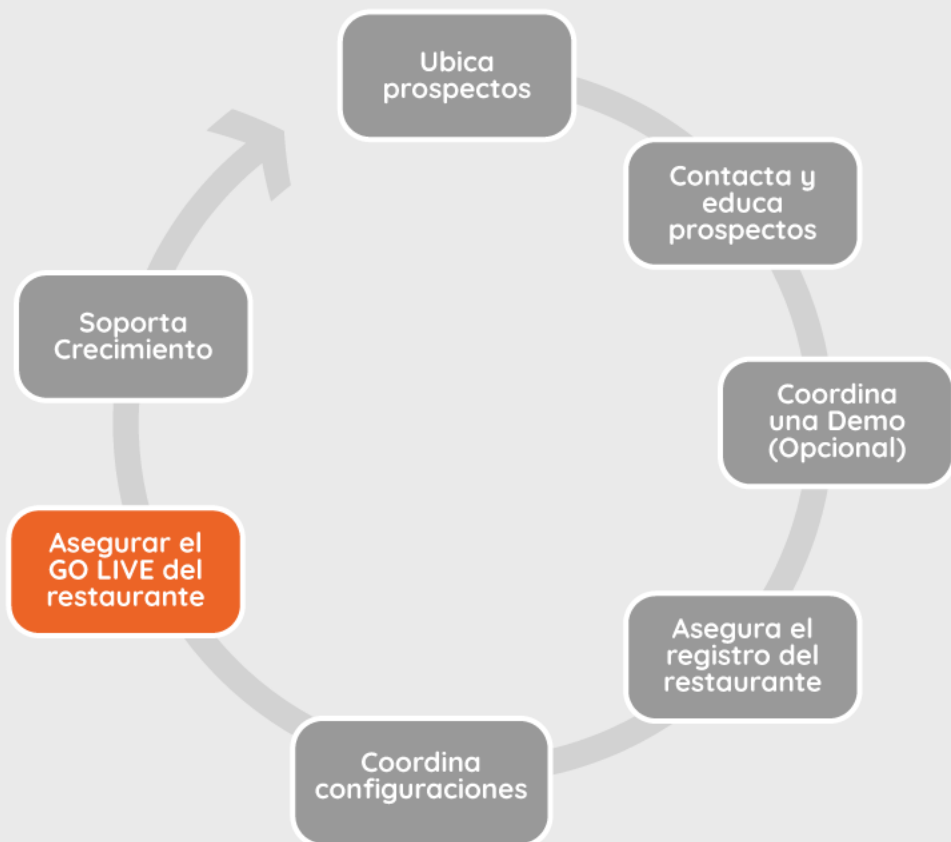 Ubica
prospectos
Contacta y
educa
prospectos
Coordina
una Demo
(Opcional)
Asegura el
registro del
restaurante
Coordina
configuraciones
Asegurar el
GO LIVE del
restaurante
Soporta
Crecimiento